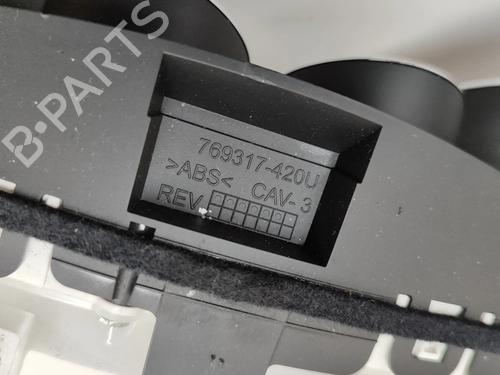 B-PARTS
769317-420U
>ABS< CAV- 3
REV